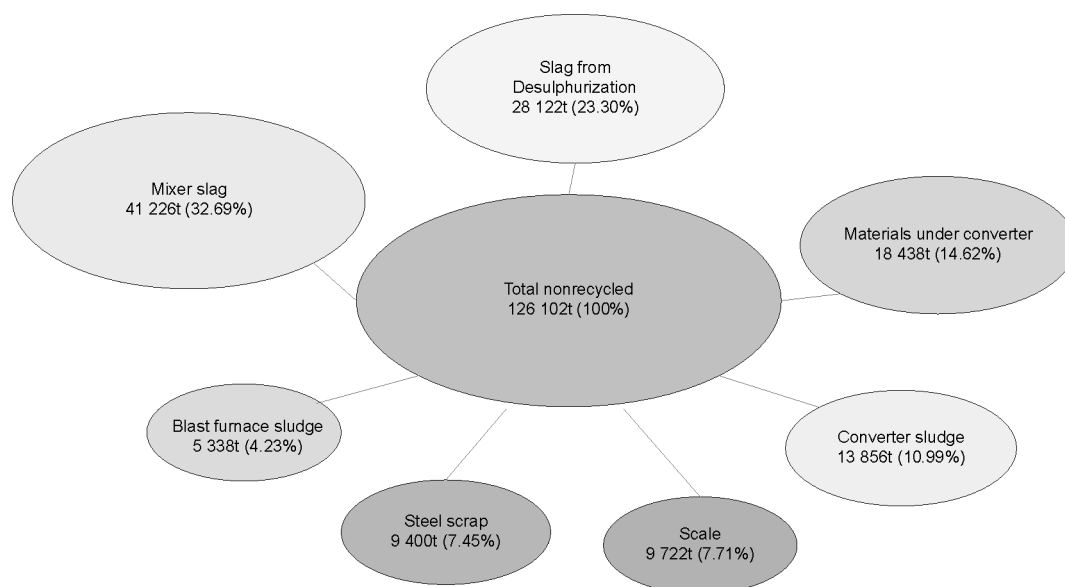 Slag from
Desulphurization
28 122t (23.30%)
Mixer slag
41 226t (32.69%)
Materials under converter
18 438t (14.62%)
Total nonrecycled
126 102t (100%)
Blast furnace sludge
5 338t (4.23%)
Converter sludge
13 856t (10.99%)
Steel scrap
9 400t (7.45%)
Scale
9 722t (7.71%)